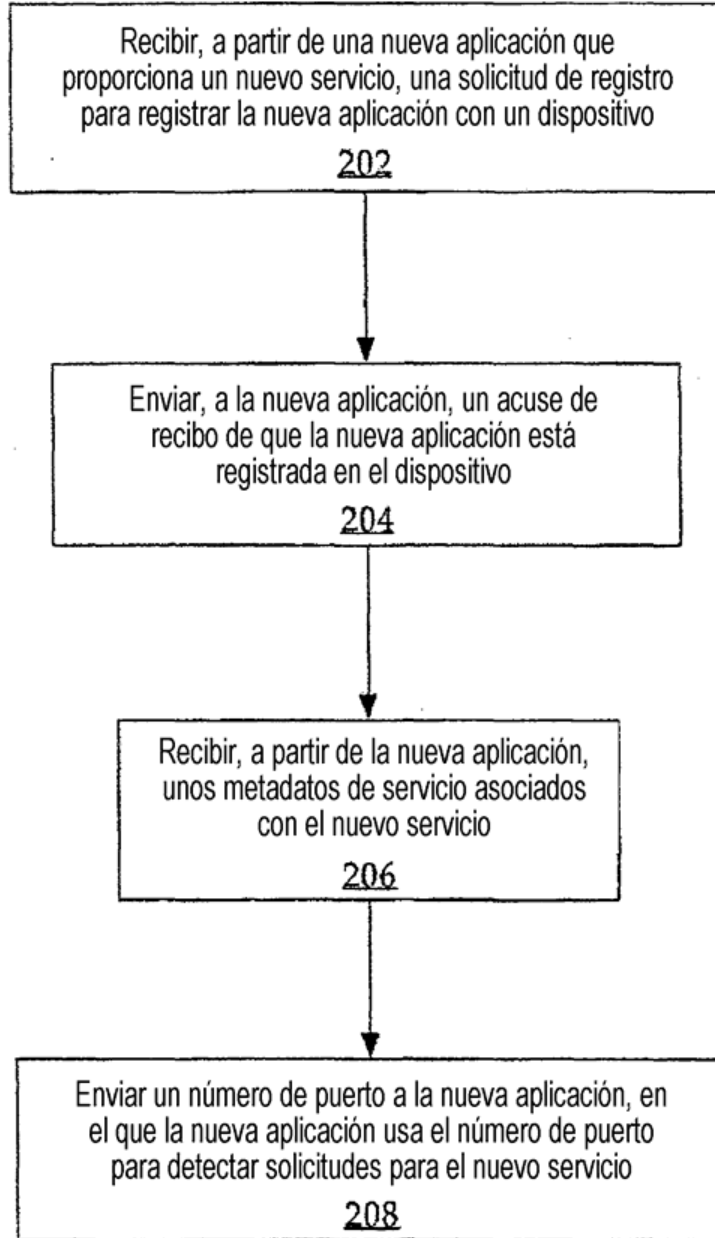 Recibir, a partir de una nueva aplicación que
proporciona un nuevo servicio, una solicitud de registro
para registrar la nueva aplicación con un dispositivo
202
Enviar, a la nueva aplicación, un acuse de
recibo de que la nueva aplicación está
registrada en el dispositivo
204
Recibir, a partir de la nueva aplicación,
unos metadatos de servicio asociados
con el nuevo servicio
206
Enviar un número de puerto a la nueva aplicación, en
el que la nueva aplicación usa el número de puerto
para detectar solicitudes para el nuevo servicio
208